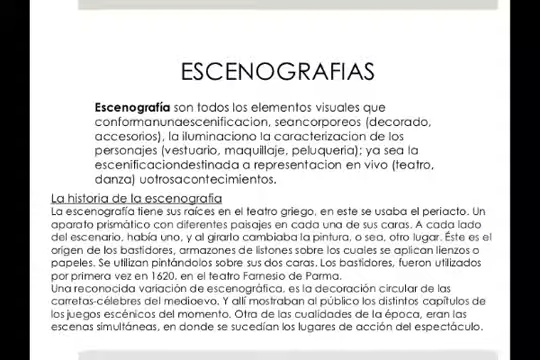 ESCENOGRAFIAS
Escenografía son todos los elementos visuales que
conformanunaescenificacion, seancorporeos (decorado,
accesorios), la iluminaciono la caracterizacion de los
personajes (vestuario, maquillaje, peluqueria); ya sea la
escenificaciondestinada a representacion en vivo (teatro,
danza) uotrosacontecimientos.
La historia de la escenografía
La escenografía tiene sus raíces en el teatro griego, en este se usaba el periacto. Un
aparato prismático con diferentes paisajes en cada una de sus caras. A cada lado
del escenario, había uno, y al girarlo cambiaba la pintura, o sea, otro lugar. Éste es el
origen de los bastidores, armazones de listones sobre los cuales se aplican lienzos o
papeles. Se utilizan pintándolos sobre sus dos caras. Los bastidores, fueron utilizados
por primera vez en 1620, en el teatro Farnesio de Parma.
Una reconocida variación de escenográfica, es la decoración circular de las
carretas-célebres del medioevo. Y allí mostraban al público los distintos capítulos de
los juegos escénicos del momento. Otra de las cualidades de la época, eran las
escenas simultáneas, en donde se sucedían los lugares de acción del espectáculo.